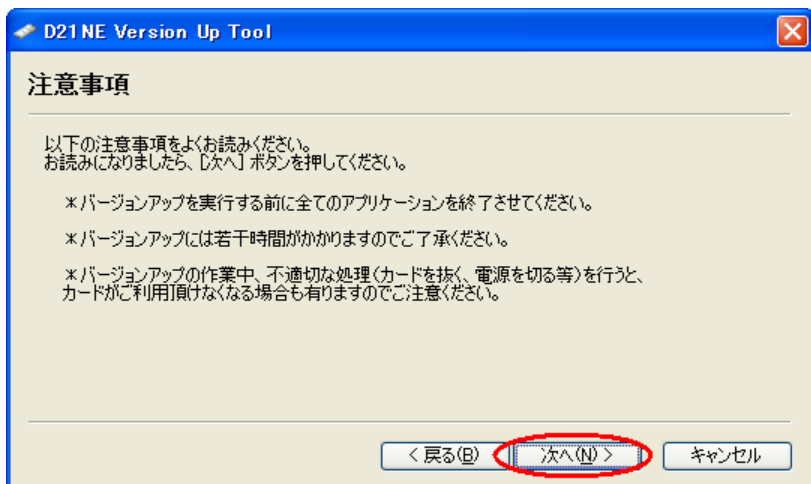 D21NE Version Up Tool
注意事項
以下の注意事項をよくお読みください。
お読みになりましたら、[次へ] ボタンを押してください。
*バージョンアップを実行する前に全てのアプリケーションを終了させてください。
*バージョンアップには若干時間がかかりますのでご了承ください。
*バージョンアップの作業中、不適切な処理(カードを抜く、電源を切る等)を行うと、
カードがご利用頂けなくなる場合も有りますのでご注意ください。
< 戻る(B) 次へ(N) > キャンセル